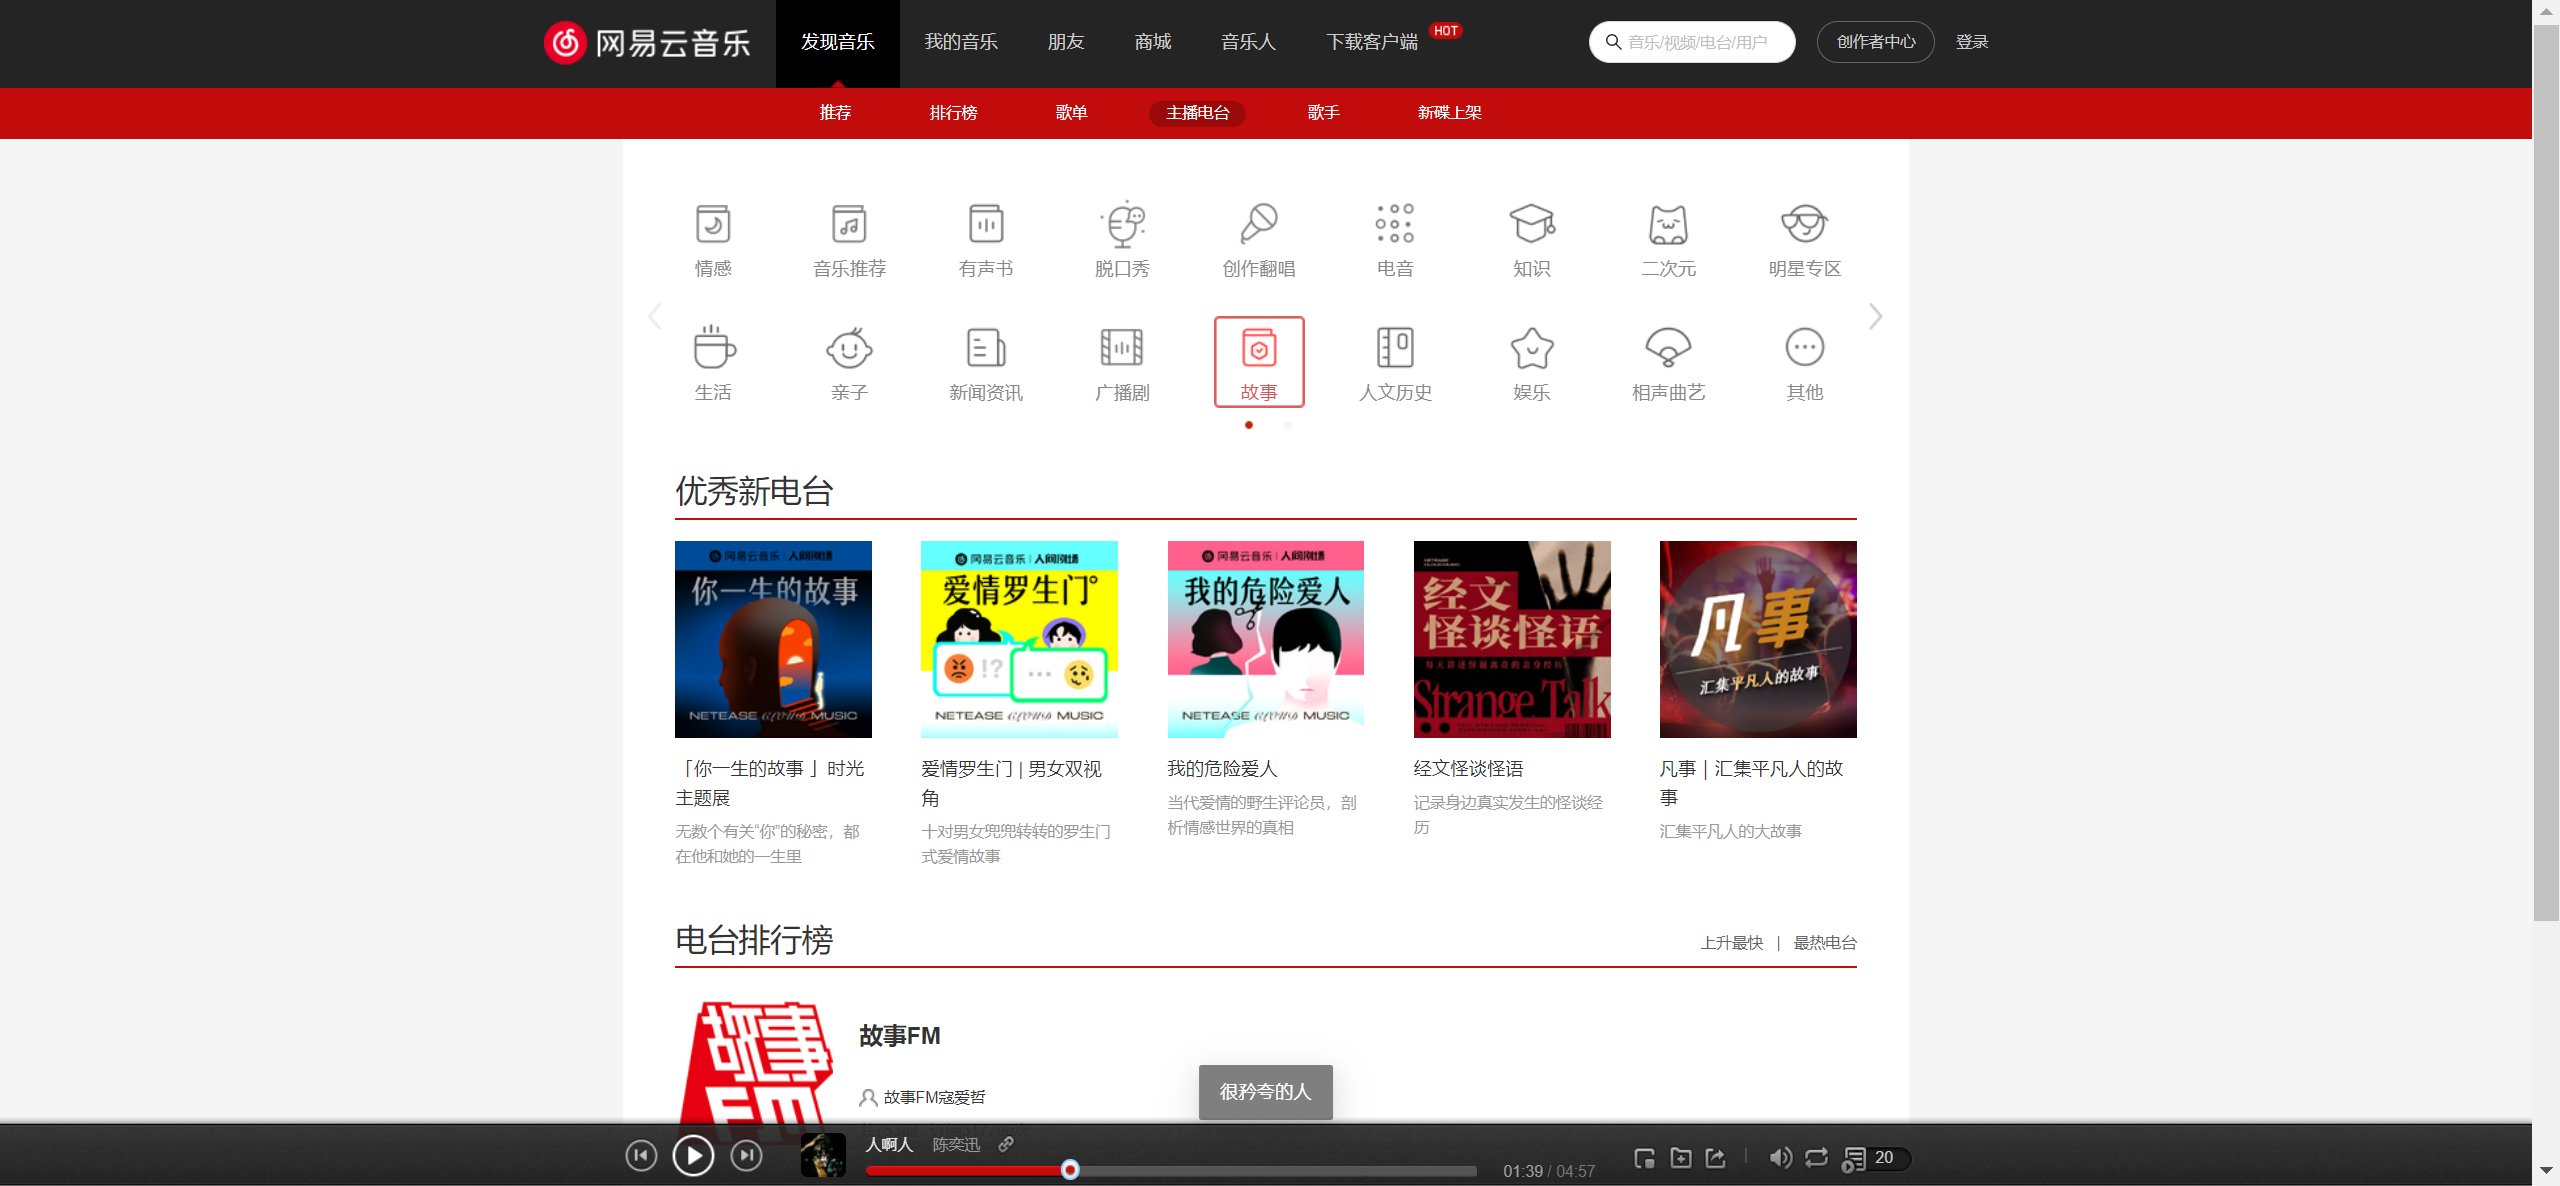 网易云音乐
发现音乐
我的音乐
朋友
商城
音乐人
下载客户端
HOT
音乐/视频/电台/用户
创作者中心
登录
推荐
排行榜
歌单
主播电台
歌手
新碟上架
情感
音乐推荐
有声书
脱口秀
创作翻唱
电音
知识
二次元
明星专区
生活
亲子
新闻资讯
广播剧
故事
人文历史
娱乐
相声曲艺
其他
优秀新电台
网易云音乐 | 人间剧场
你一生的故事
NETEASE MUSIC
网易云音乐 | 人间剧场
爱情罗生门
!? ...
NETEASE MUSIC
网易云音乐 | 人间剧场
我的危险爱人
NETEASE MUSIC
经文
怪谈怪语
Strange Talk
凡事
汇集平凡人的故事
「你一生的故事 」时光
主题展
无数个有关“你”的秘密，都
在他和她的一生里
爱情罗生门 | 男女双视
角
十对男女兜兜转转的罗生门
式爱情故事
我的危险爱人
当代爱情的野生评论员，剖
析情感世界的真相
经文怪谈怪语
记录身边真实发生的怪谈经
历
凡事 | 汇集平凡人的故
事
汇集平凡人的大故事
电台排行榜
上升最快 | 最热电台
故事FM
故事FM
故事FM寇爱哲
很矜夸的人
人啊人 陈奕迅
01:39 / 04:57
20